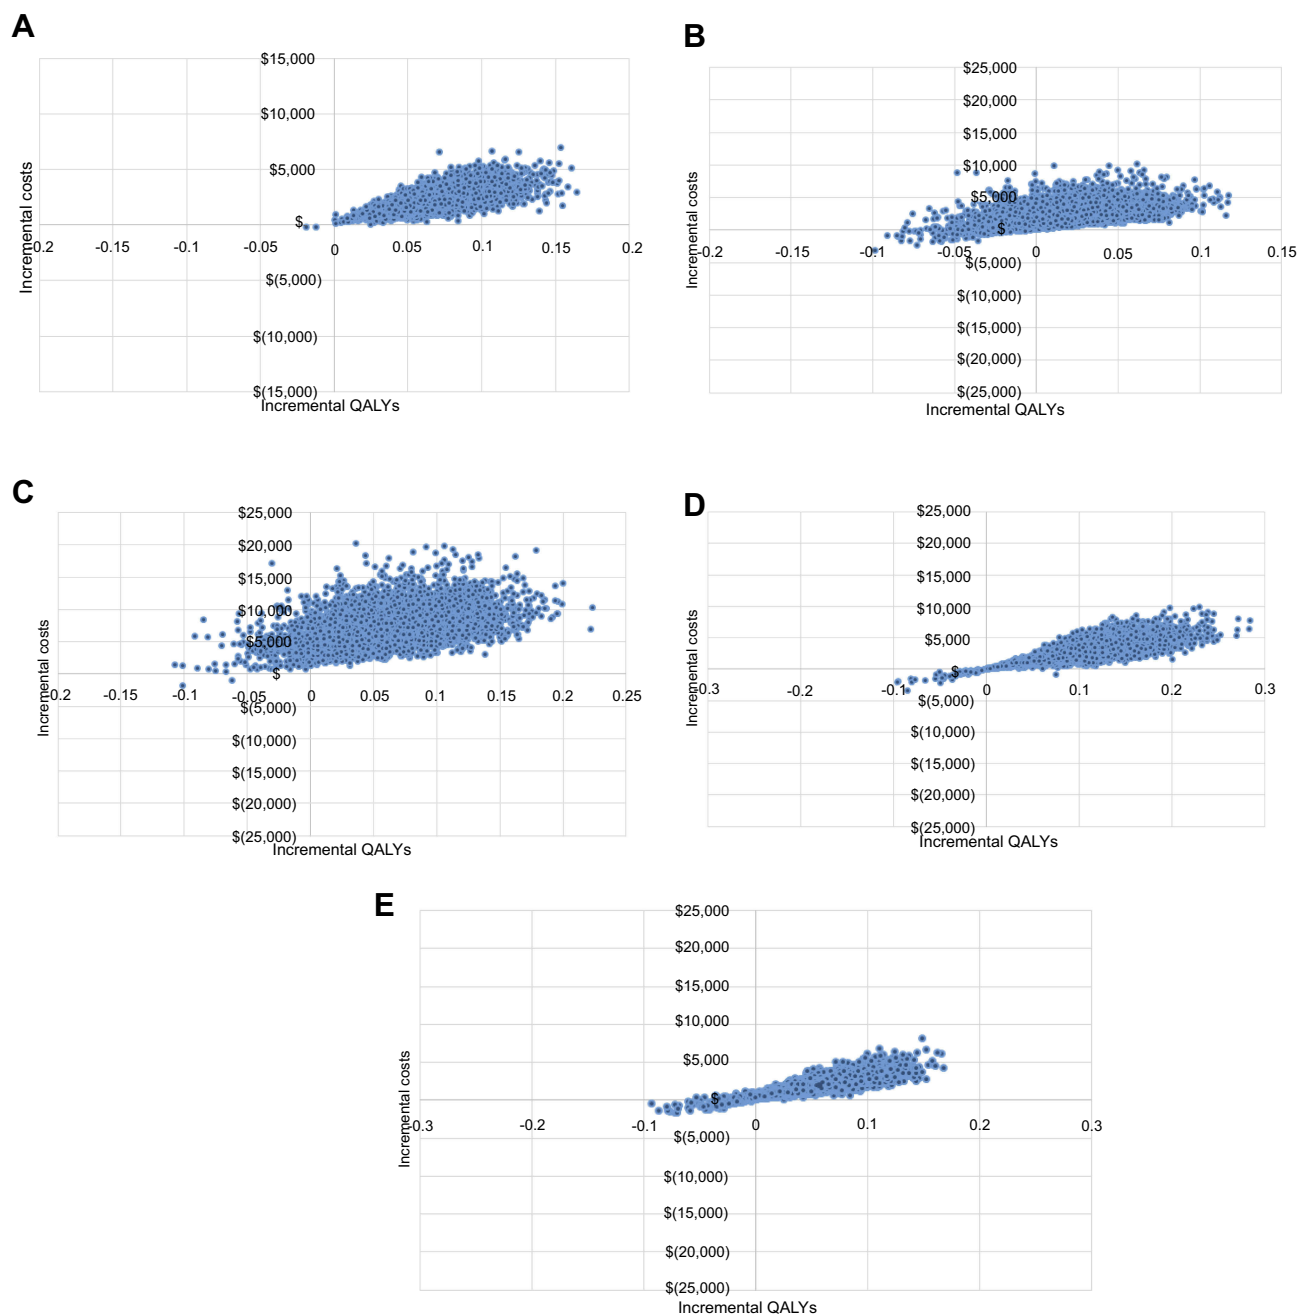 A
$15,000
$10,000
$5,000
$
0.2 -0.15 -0.1 -0.05 0 0.05 0.1 0.15 0.2
$(5,000)
$(10,000)
$(15,000)
Incremental costs
Incremental QALYs
B
$25,000
$20,000
$15,000
$10,000
$5,000
$
-0.2 -0.15 -0.1 -0.05 0 0.05 0.1 0.15
$(5,000)
$(10,000)
$(15,000)
$(20,000)
$(25,000)
Incremental costs
Incremental QALYs
C
$25,000
$20,000
$15,000
$10,000
$5,000
$
0.2 -0.15 -0.1 -0.05 0 0.05 0.1 0.15 0.2 0.25
$(5,000)
$(10,000)
$(15,000)
$(20,000)
$(25,000)
Incremental costs
Incremental QALYs
D
$25,000
$20,000
$15,000
$10,000
$5,000
$
0.3 -0.2 -0.1 0 0.1 0.2 0.3
$(5,000)
$(10,000)
$(15,000)
$(20,000)
$(25,000)
Incremental costs
Incremental QALYs
E
$25,000
$20,000
$15,000
$10,000
$5,000
$
0.3 -0.2 -0.1 0 0.1 0.2 0.3
$(5,000)
$(10,000)
$(15,000)
$(20,000)
$(25,000)
Incremental costs
Incremental QALYs